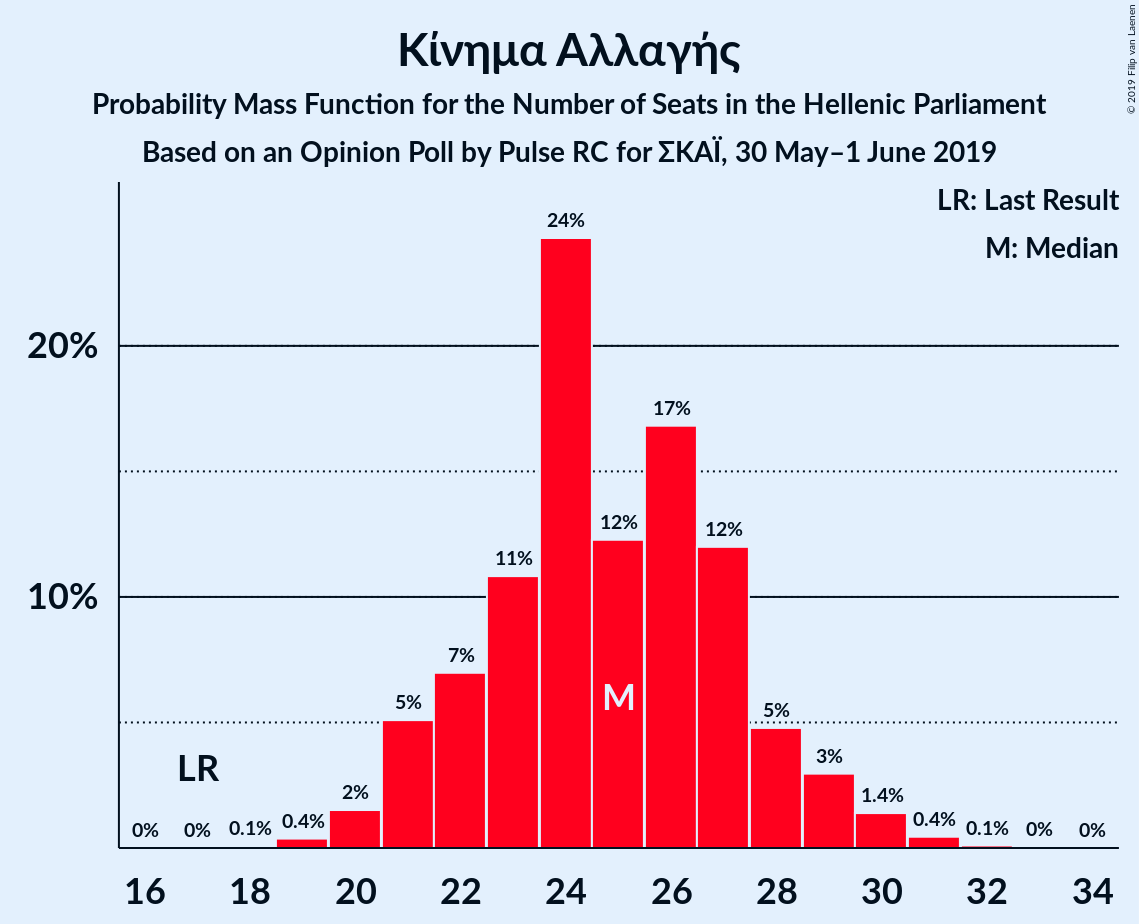 Κίνημα Αλλαγής
Probability Mass Function for the Number of Seats in the Hellenic Parliament
Based on an Opinion Poll by Pulse RC for ΣΚΑΪ, 30 May–1 June 2019
© 2019 Filip van Laenen
LR: Last Result
M: Median
20%
10%
0%
0%
0.1%
0.4%
2%
5%
7%
11%
24%
12%
17%
12%
5%
3%
1.4%
0.4%
0.1%
0%
0%
LR
M
16 18 20 22 24 26 28 30 32 34